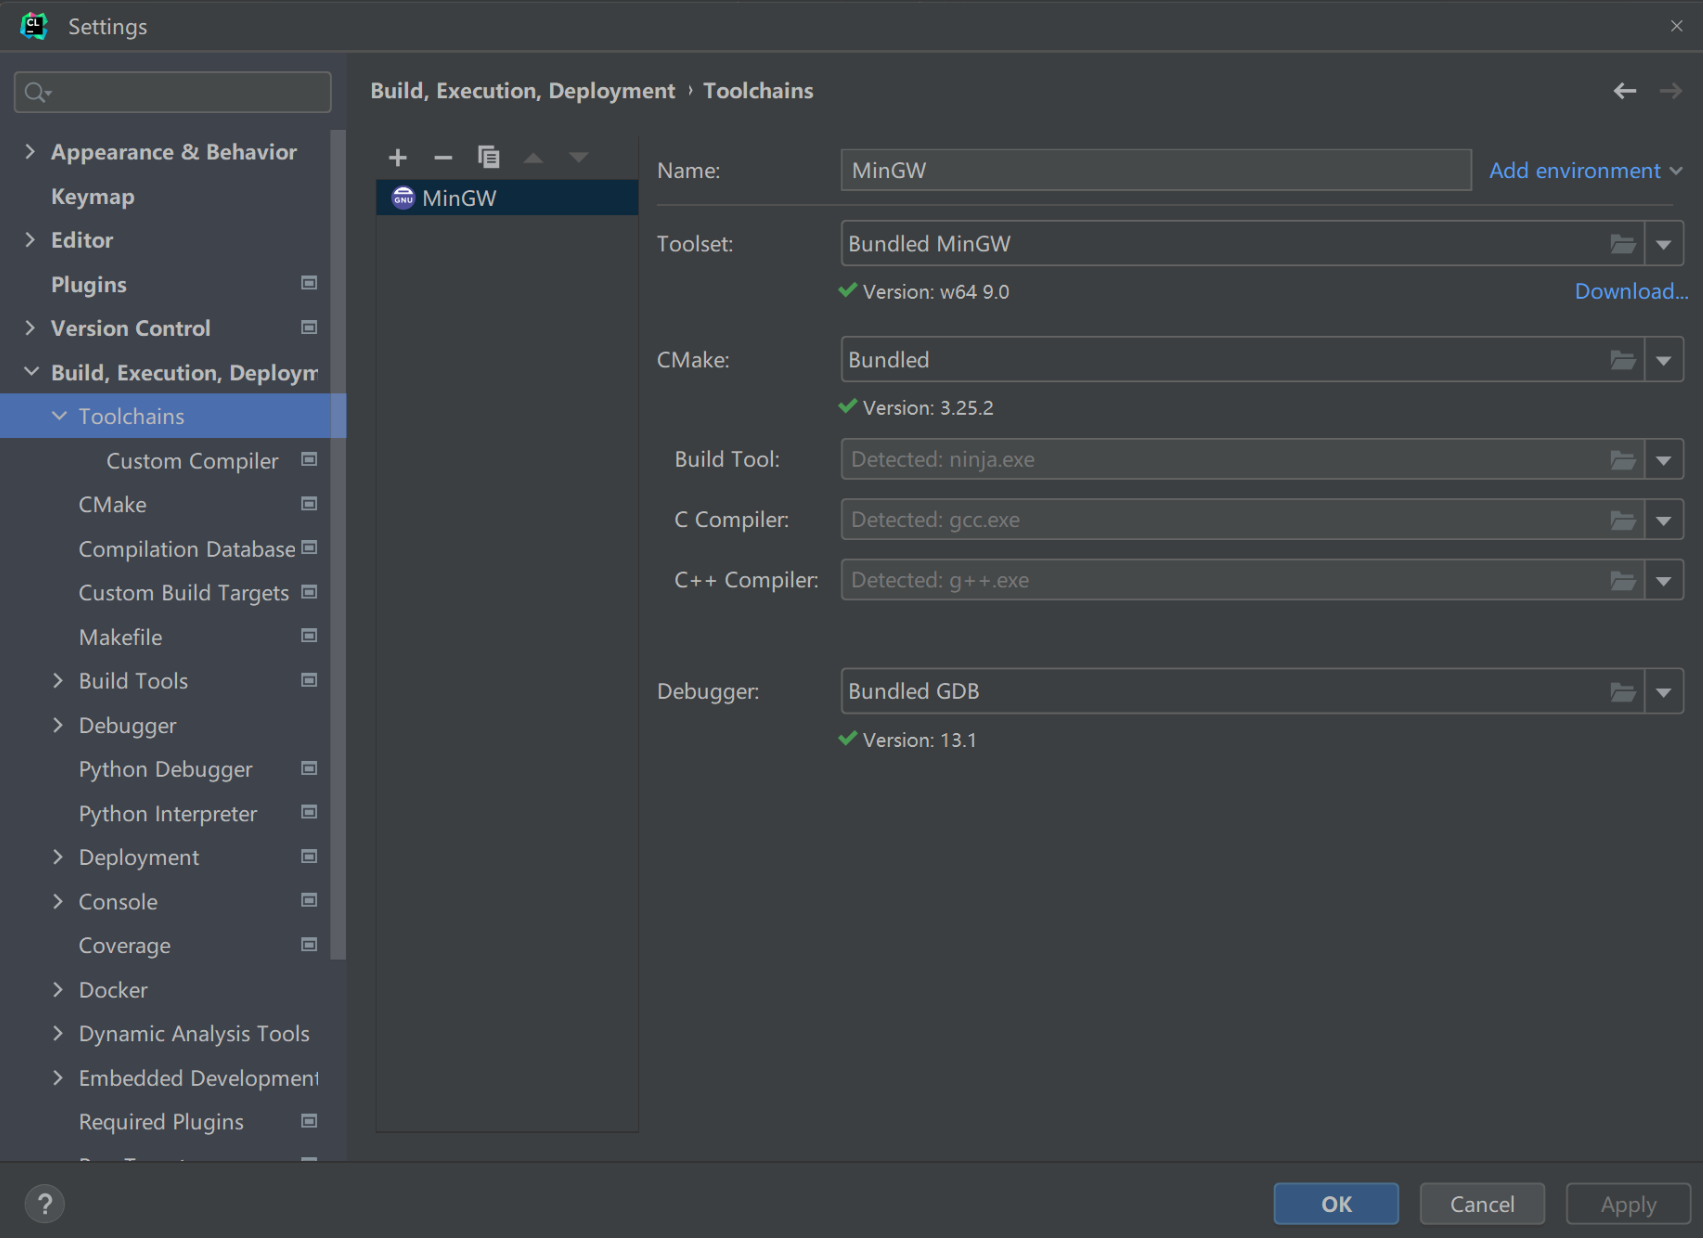 CL
Settings
Build, Execution, Deployment › Toolchains
Appearance & Behavior
Keymap
Editor
Plugins
Version Control
Build, Execution, Deploym
Toolchains
Custom Compiler
CMake
Compilation Database
Custom Build Targets
Makefile
Build Tools
Debugger
Python Debugger
Python Interpreter
Deployment
Console
Coverage
Docker
Dynamic Analysis Tools
Embedded Development
Required Plugins
GNU MinGW
Name: MinGW Add environment
Toolset: Bundled MinGW
Version: w64 9.0 Download...
CMake: Bundled
Version: 3.25.2
Build Tool: Detected: ninja.exe
C Compiler: Detected: gcc.exe
C++ Compiler: Detected: g++.exe
Debugger: Bundled GDB
Version: 13.1
? OK Cancel Apply